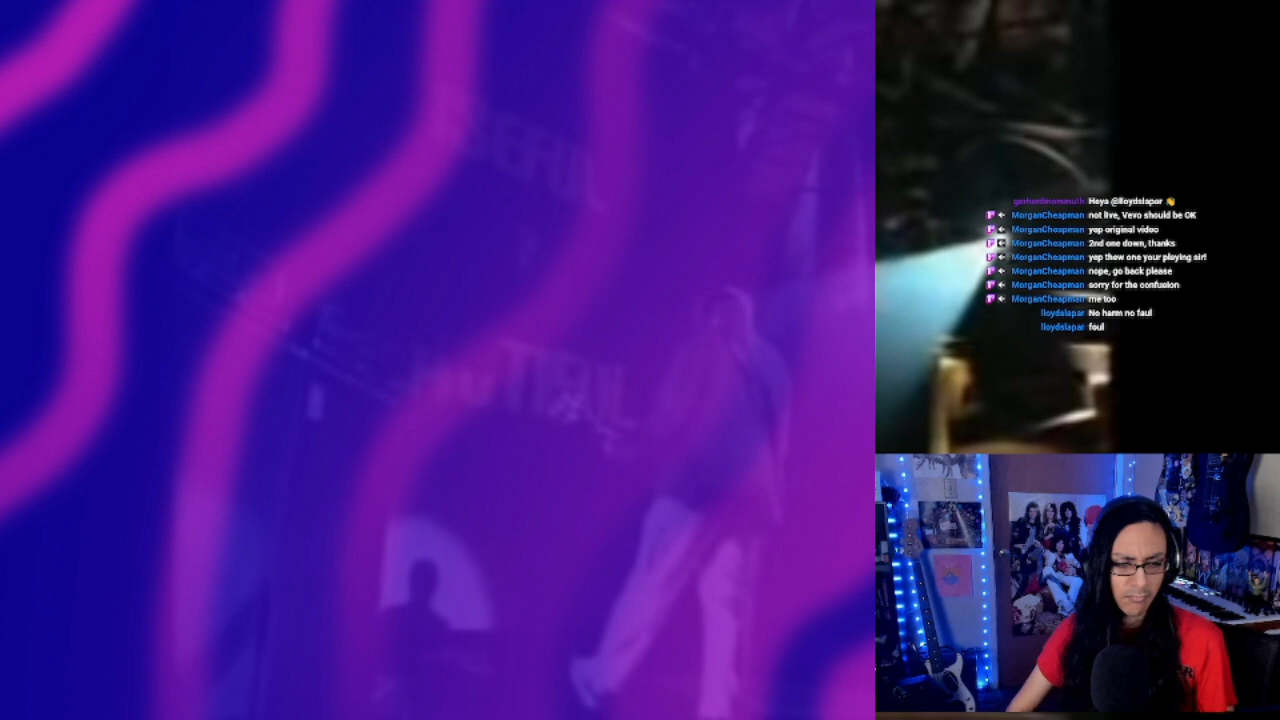 Heya @lloydslapar 👋
MorganCheapman not live, Vevo should be OK
MorganCheapman yep original video
MorganCheapman 2nd one down, thanks
MorganCheapman yep thew one your playing sir!
MorganCheapman nope, go back please
MorganCheapman sorry for the confusion
MorganCheapman me too
lloydslapar No harm no faul
lloydslapar foul